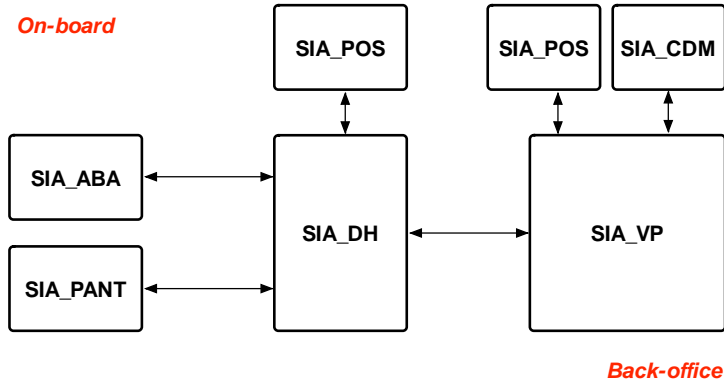 On-board
SIA_POS
SIA_POS
SIA_CDM
SIA_ABA
SIA_DH
SIA_VP
SIA_PANT
Back-office